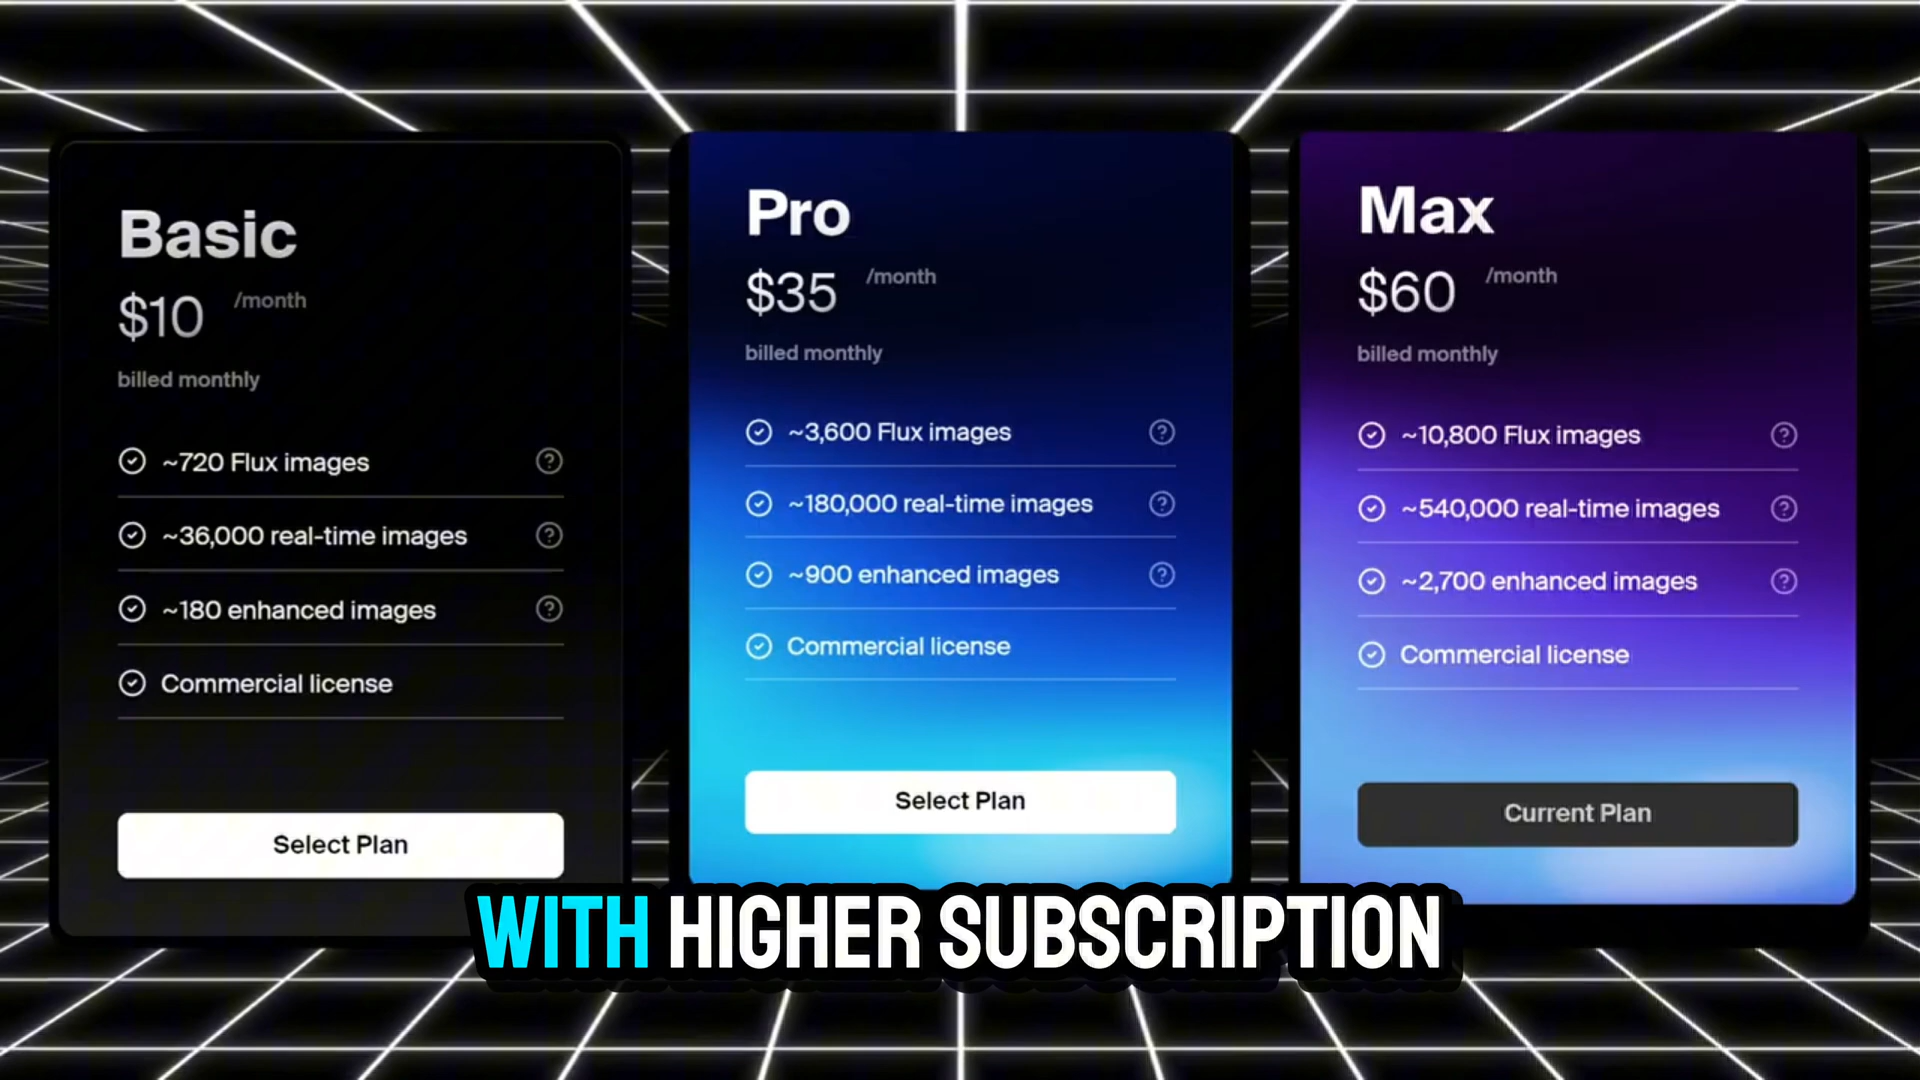 Basic
$10 /month
billed monthly
~720 Flux images
~36,000 real-time images
~180 enhanced images
Commercial license
Select Plan
Pro
$35 /month
billed monthly
~3,600 Flux images
~180,000 real-time images
~900 enhanced images
Commercial license
Select Plan
Max
$60 /month
billed monthly
~10,800 Flux images
~540,000 real-time images
~2,700 enhanced images
Commercial license
Current Plan
WITH HIGHER SUBSCRIPTION